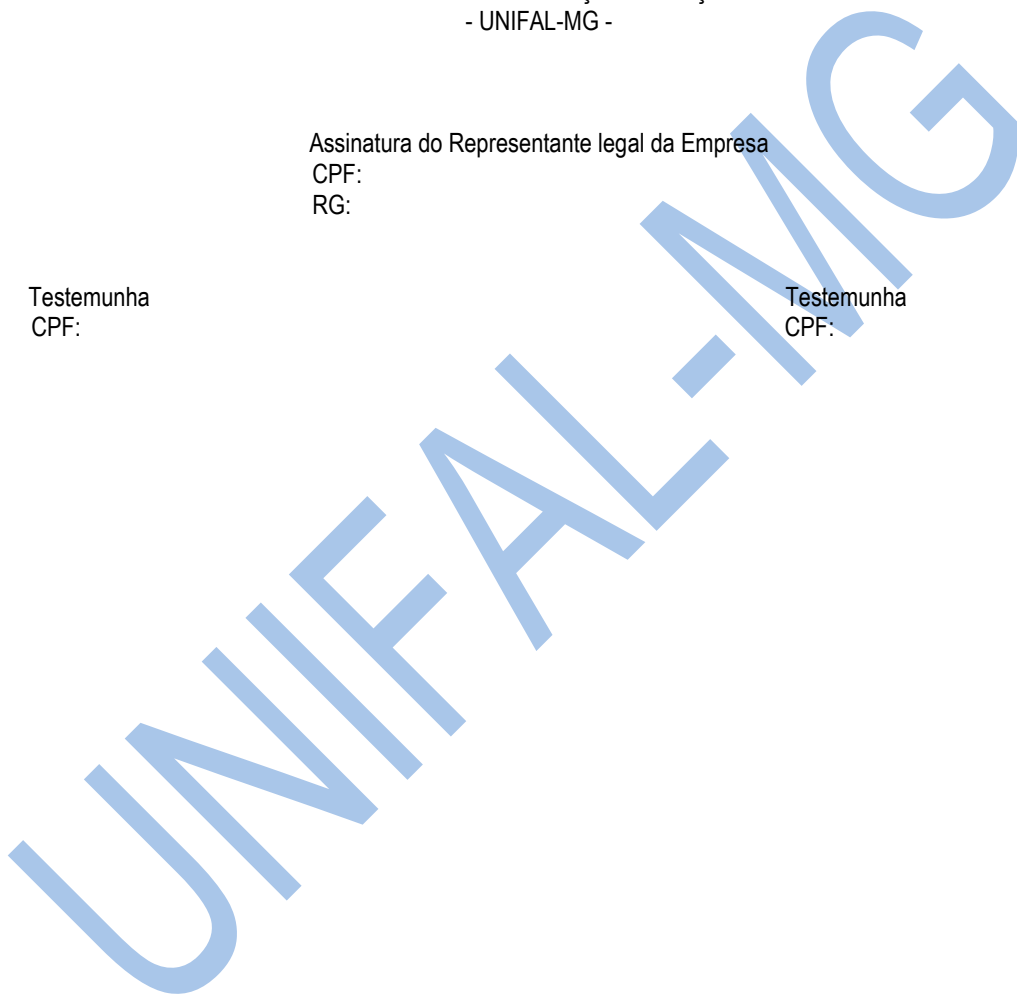 - UNIFAL-MG -
Assinatura do Representante legal da Empresa
CPF:
RG:
Testemunha
Testemunha
CPF:
CPF:
UNIFAL-MG